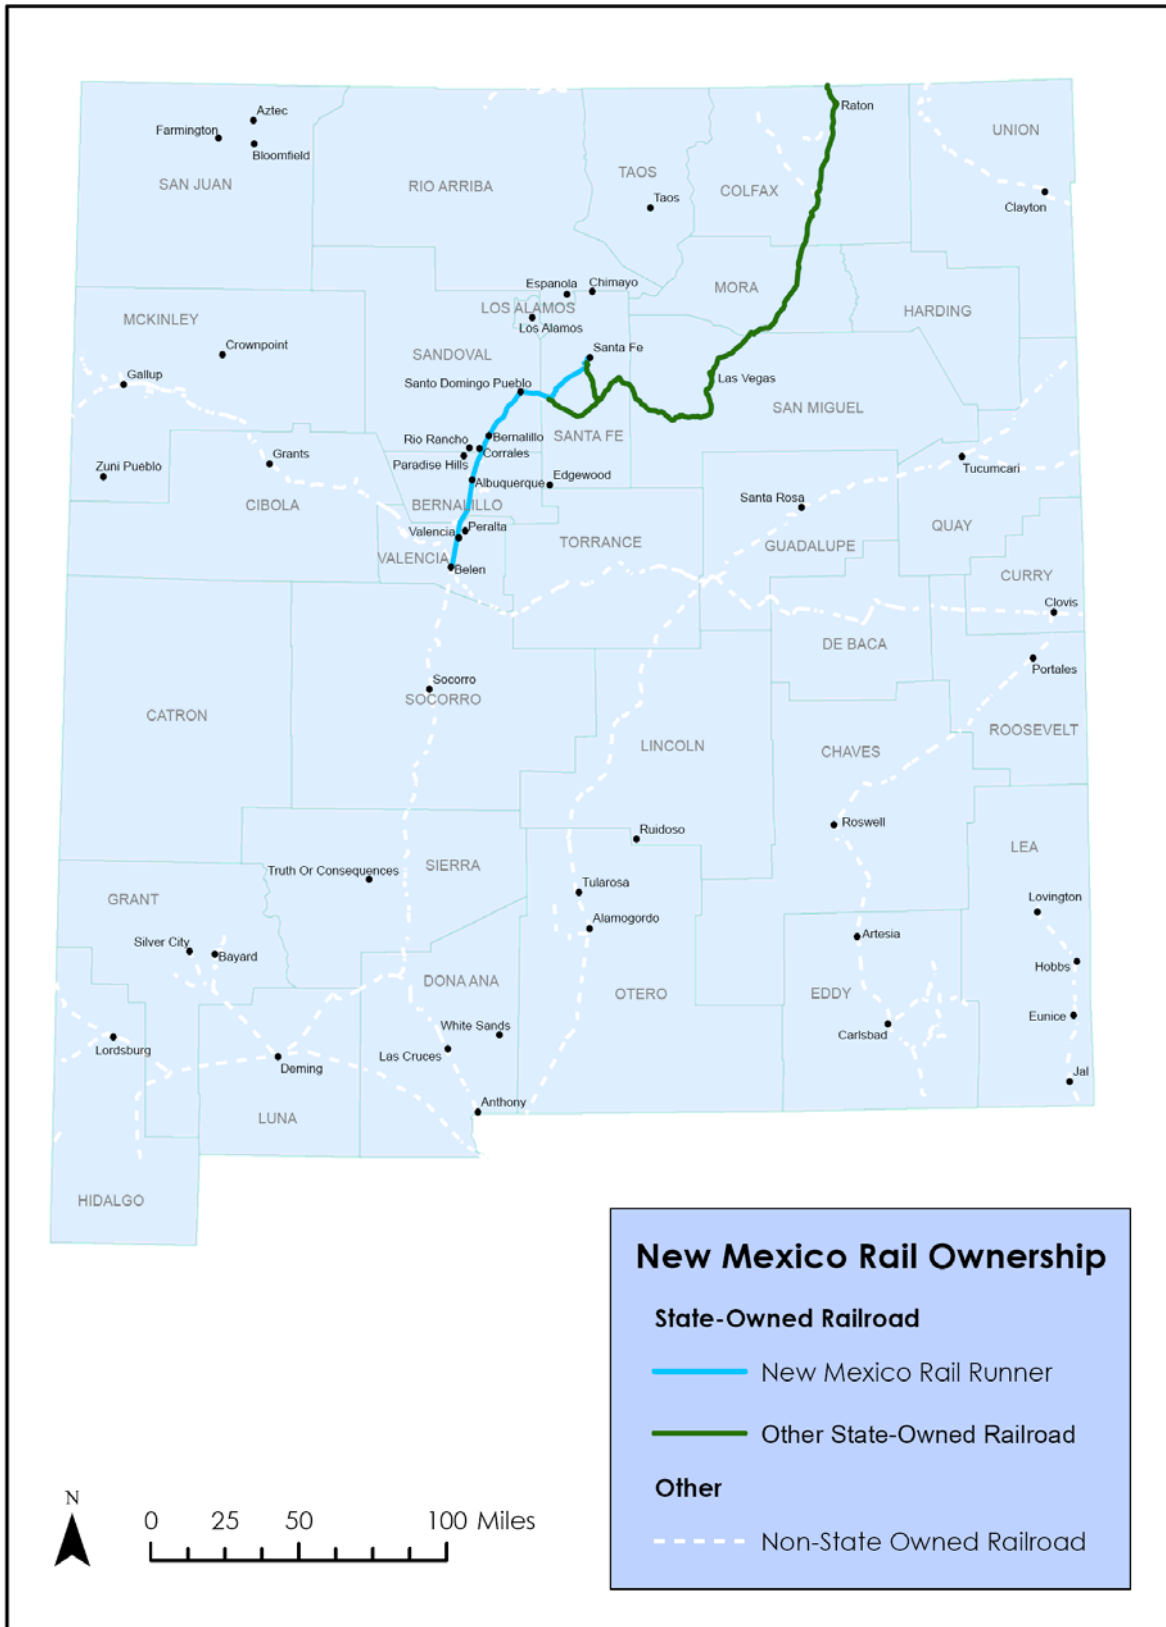 Raton
Aztec
Farmington
Bloomfield
UNION
TAOS
SAN JUAN
RIO ARRIBA
COLFAX
Taos
Clayton
Espanola
Chimayo
MORA
LOS ALAMOS
HARDING
MCKINLEY
Los Alamos
Crownpoint
SANDOVAL
Santa Fe
Gallup
Santo Domingo Pueblo
Las Vegas
SAN MIGUEL
Rio Rancho
Bernalillo
SANTA FE
Corrales
Grants
Paradise Hills
Zuni Pueblo
Tucumcari
Edgewood
Albuquerque
CIBOLA
BERNALILLO
Santa Rosa
Valencia
Peralta
QUAY
TORRANCE
GUADALUPE
VALENCIA
Belen
CURRY
Clovis
DE BACA
Portales
Socorro
SOCORRO
CATRON
ROOSEVELT
LINCOLN
CHAVES
Roswell
Ruidoso
LEA
SIERRA
Truth Or Consequences
Tularosa
GRANT
Lovington
Alamogordo
Artesia
Silver City
Bayard
Hobbs
DONA ANA
OTERO
EDDY
Eunice
White Sands
Carlsbad
Lordsburg
Las Cruces
Deming
Jal
Anthony
LUNA
HIDALGO
New Mexico Rail Ownership
State-Owned Railroad
New Mexico Rail Runner
Other State-Owned Railroad
Other
Non-State Owned Railroad
N
0 25 50 100 Miles